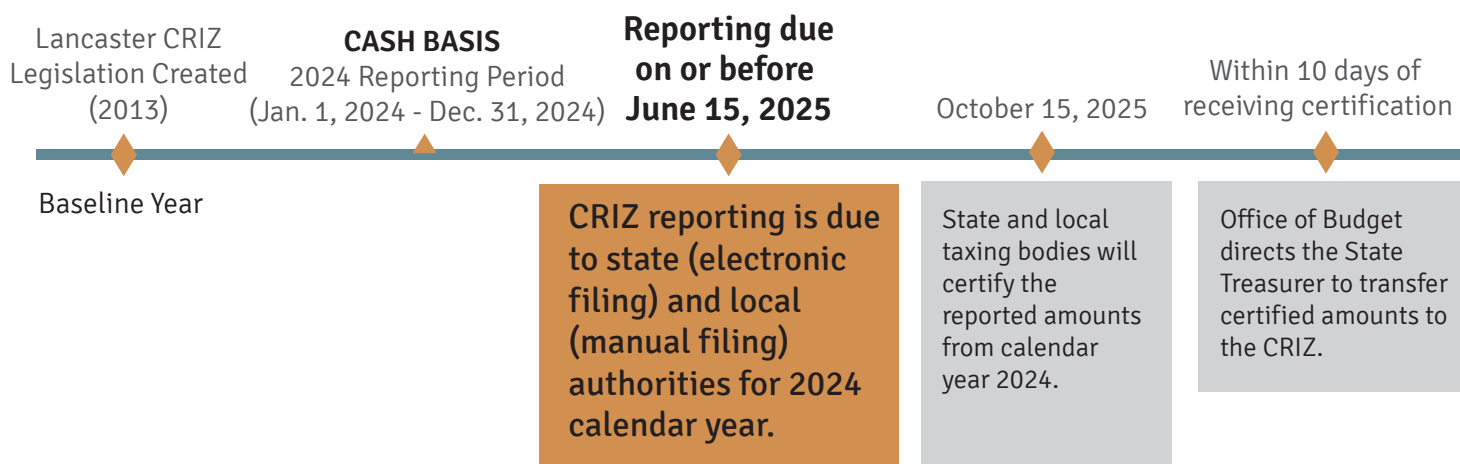 Lancaster CRIZ
Legislation Created
(2013)
Baseline Year
CASH BASIS
2024 Reporting Period
(Jan. 1, 2024 - Dec. 31, 2024)
Reporting due
on or before
June 15, 2025
CRIZ reporting is due
to state (electronic
filing) and local
(manual filing)
authorities for 2024
calendar year.
October 15, 2025
State and local
taxing bodies will
certify the
reported amounts
from calendar
year 2024.
Within 10 days of
receiving certification
Office of Budget
directs the State
Treasurer to transfer
certified amounts to
the CRIZ.